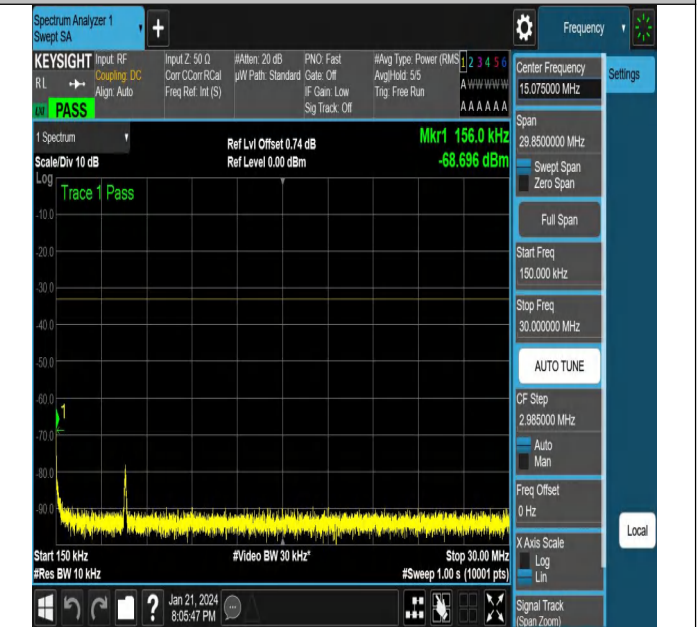 Spectrum Analyzer 1
Swept SA
+
Frequency
KEYSIGHT
RL
PASS
Input: RF
Coupling: DC
Align: Auto
Input Z: 50 Ω
Corr CCorr RCal
Freq Ref: Int (S)
#Atten: 20 dB
µW Path: Standard
PNO: Fast
Gate: Off
IF Gain: Low
Sig Track: Off
#Avg Type: Power (RMS
Avg|Hold: 5/5
Trig: Free Run
1 2 3 4 5 6
A W W W W W
A A A A A A
1 Spectrum
Scale/Div 10 dB
Log
Ref Lvl Offset 0.74 dB
Ref Level 0.00 dBm
Mkr1 156.0 kHz
-68.696 dBm
Trace 1 Pass
-10.0
-20.0
-30.0
-40.0
-50.0
-60.0
1
-70.0
-80.0
-90.0
Start 150 kHz
#Res BW 10 kHz
#Video BW 30 kHz*
Stop 30.00 MHz
#Sweep 1.00 s (10001 pts)
?
Jan 21, 2024
8:05:47 PM
Center Frequency
15.075000 MHz
Settings
Span
29.8500000 MHz
Swept Span
Zero Span
Full Span
Start Freq
150.000 kHz
Stop Freq
30.000000 MHz
AUTO TUNE
CF Step
2.985000 MHz
Auto
Man
Freq Offset
0 Hz
Local
X Axis Scale
Log
Lin
Signal Track
(Span Zoom)